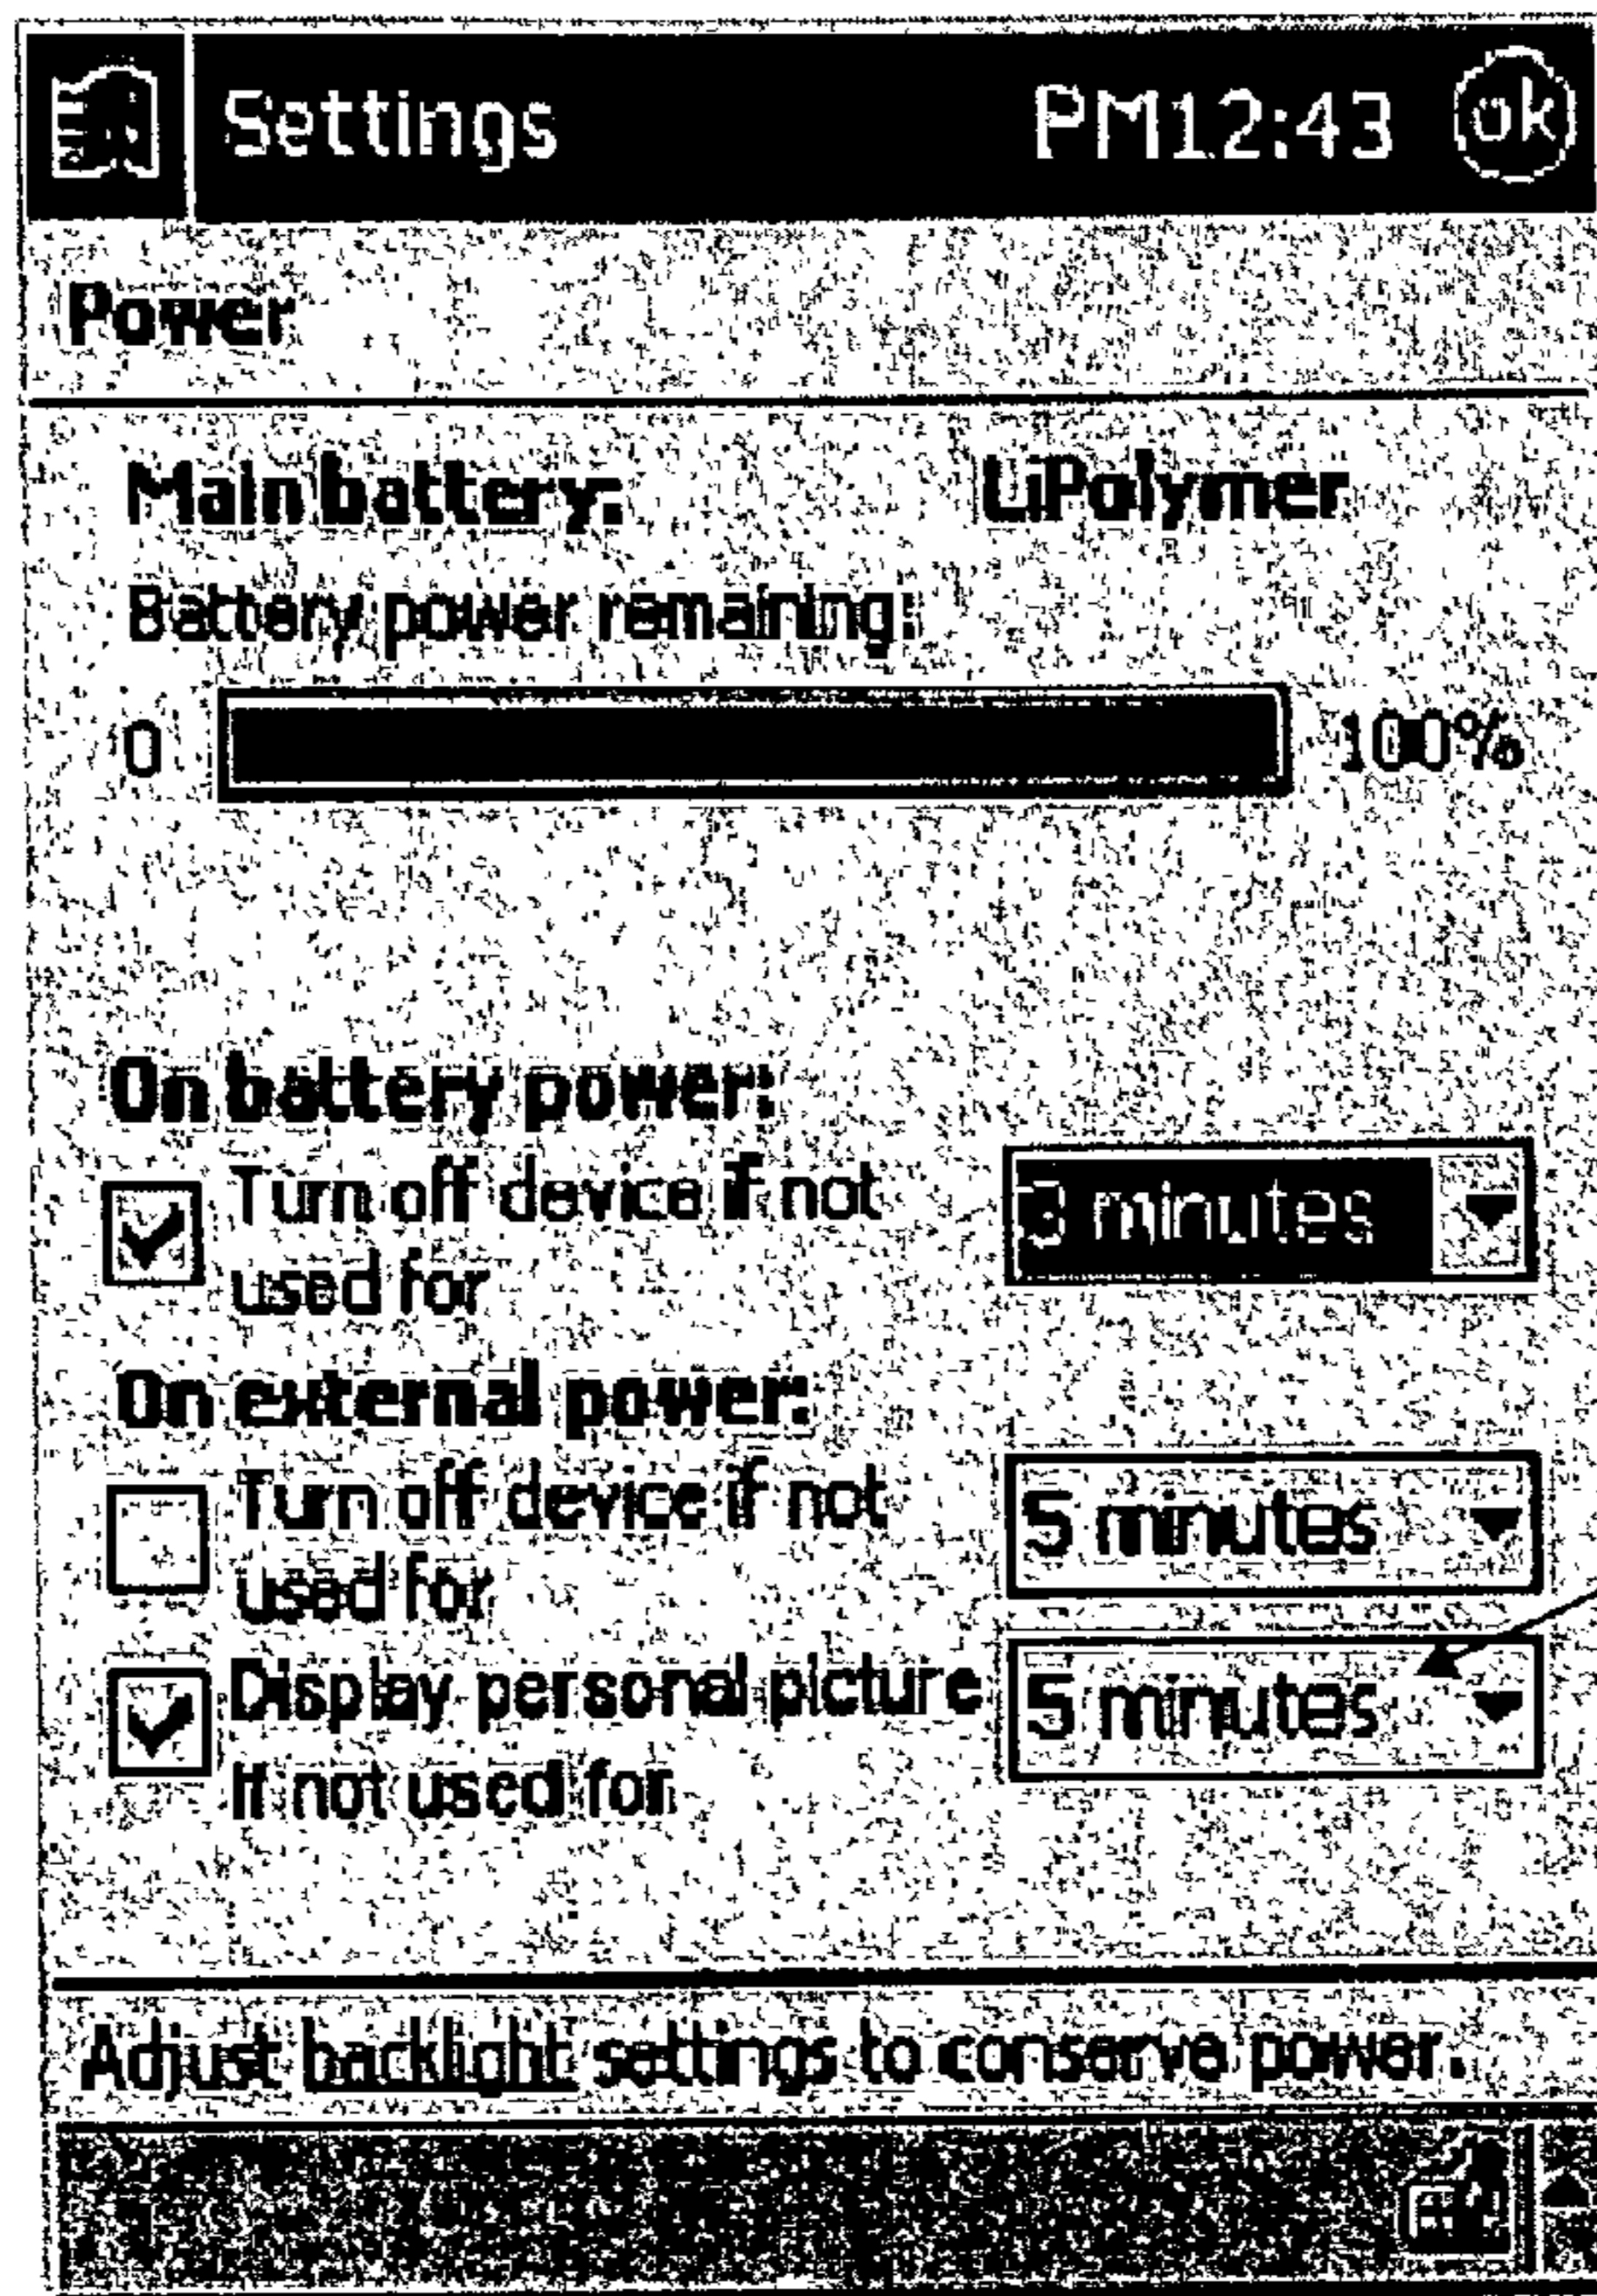 Settings PM12:43 ok
Power
Main battery: LiPolymer
Battery power remaining:
0 100%
On battery power:
Turn off device if not
used for
3 minutes
On external power:
Turn off device if not
used for
5 minutes
Display personal picture
if not used for
5 minutes
Adjust backlight settings to conserve power.